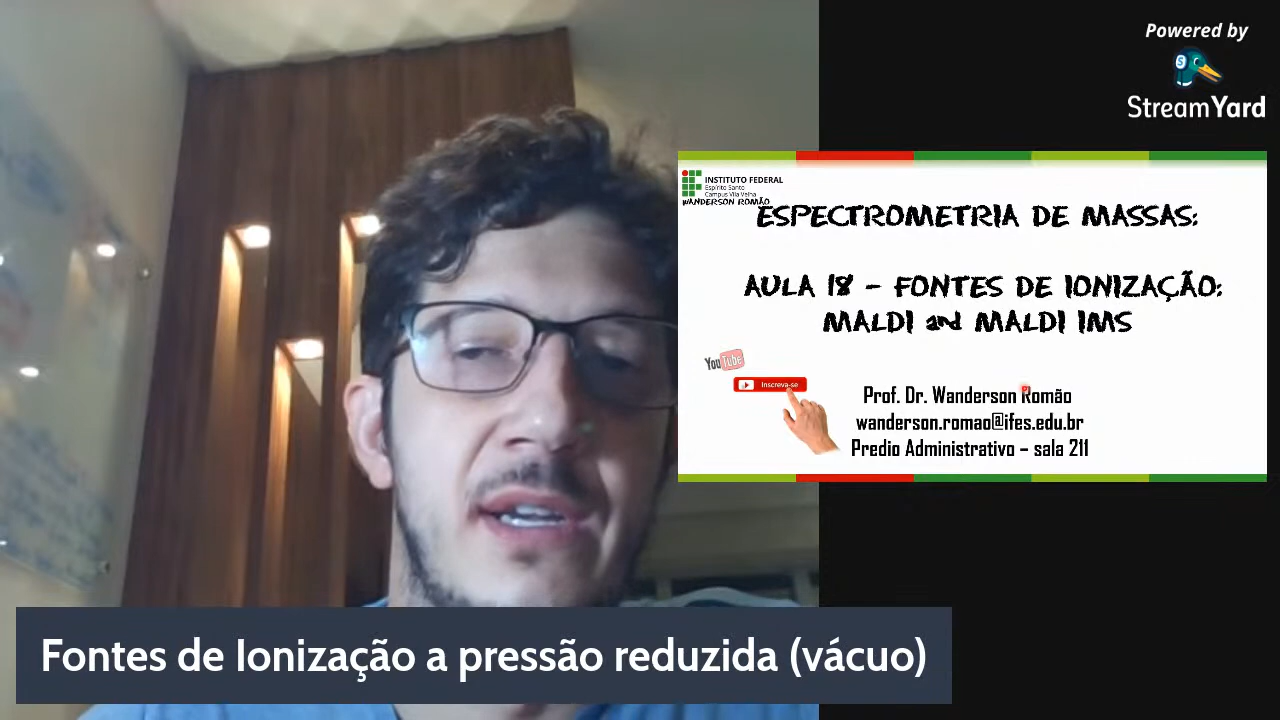 Powered by
StreamYard
INSTITUTO FEDERAL
Espírito Santo
Campus Vila Velha
WANDERSON ROMÃO
ESPECTROMETRIA DE MASSAS:
AULA 18 - FONTES DE IONIZAÇÃO:
MALDI and MALDI IMS
YouTube
Inscreva-se
Prof. Dr. Wanderson Romão
wanderson.romao@ifes.edu.br
Predio Administrativo – sala 211
Fontes de Ionização a pressão reduzida (vácuo)